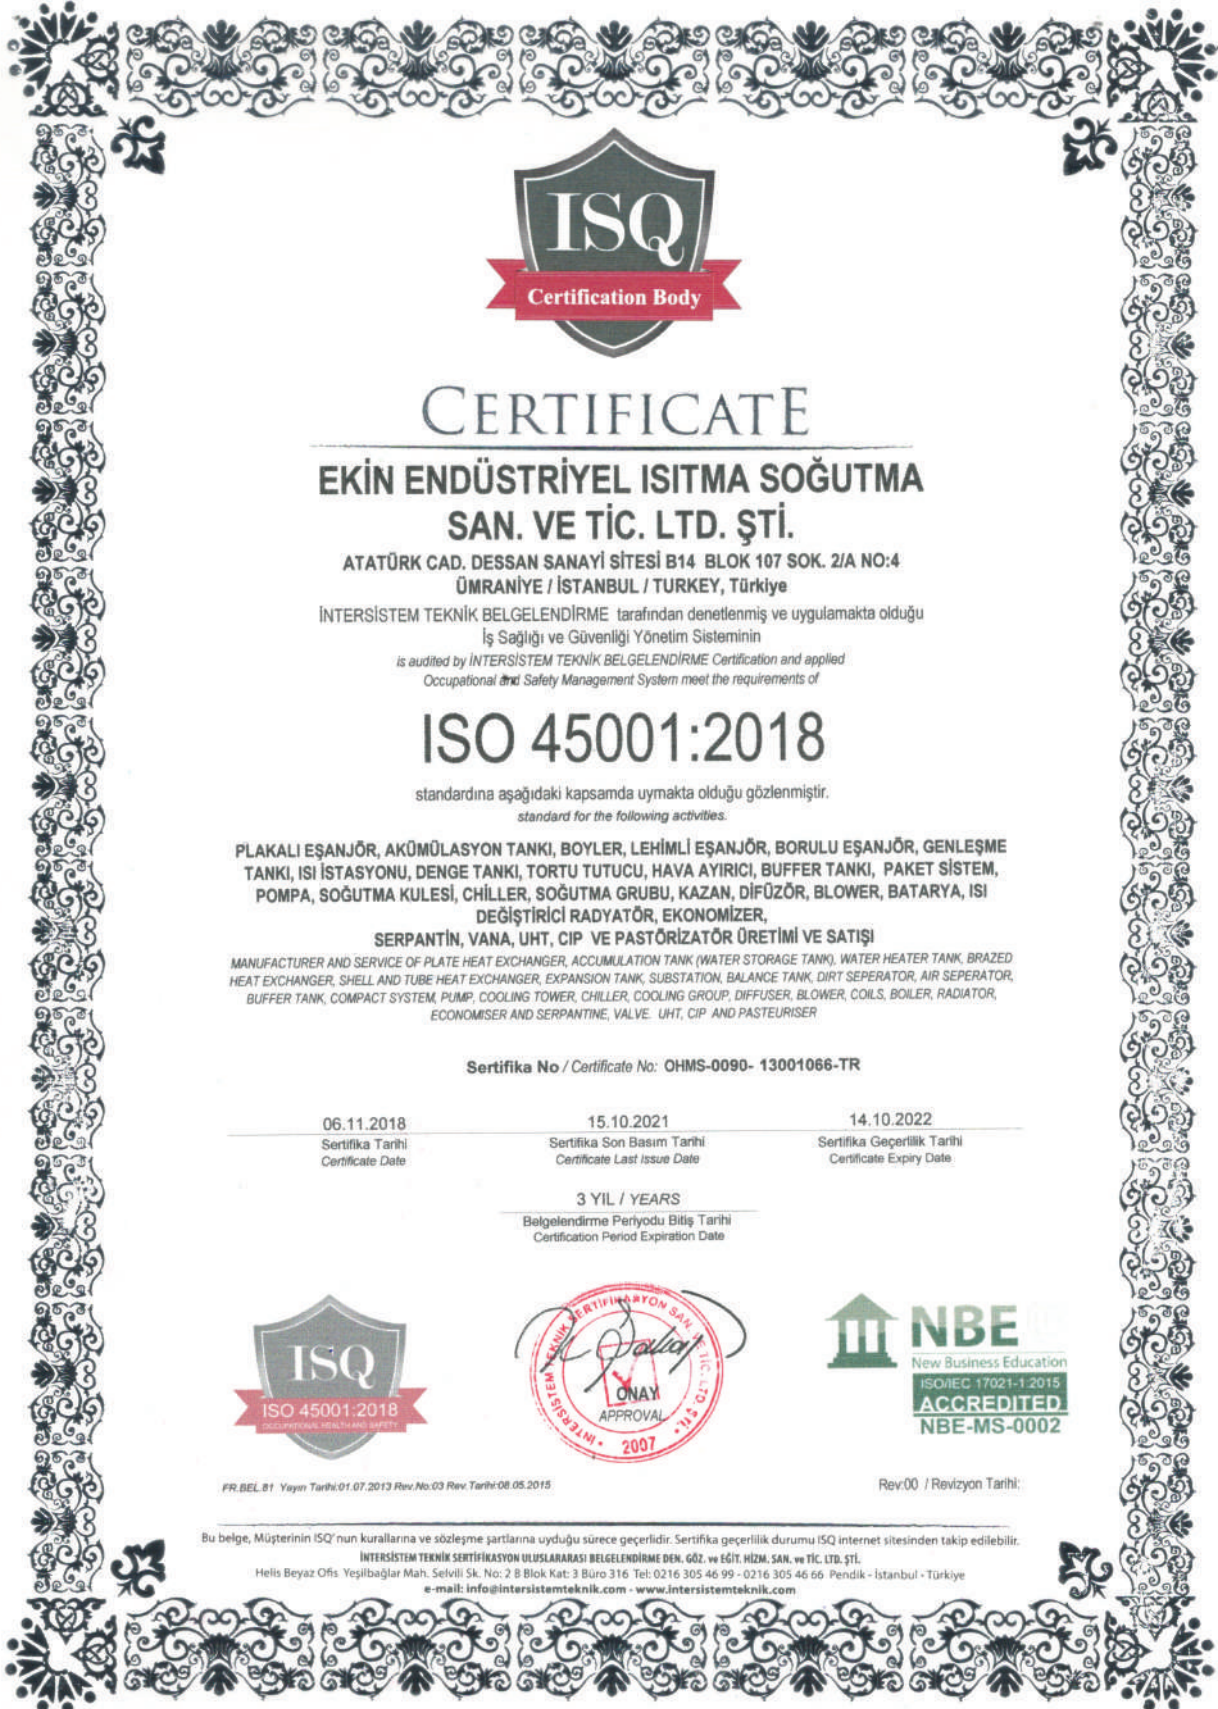 ISQ
Certification Body
CERTIFICATE
EKİN ENDÜSTRİYEL ISITMA SOĞUTMA
SAN. VE TİC. LTD. ŞTİ.
ATATÜRK CAD. DESSAN SANAYİ SİTESİ B14 BLOK 107 SOK. 2/A NO:4
ÜMRANİYE / İSTANBUL / TURKEY, Türkiye
İNTERSİSTEM TEKNİK BELGELENDİRME tarafından denetlenmiş ve uygulamakta olduğu
İş Sağlığı ve Güvenliği Yönetim Sisteminin
is audited by İNTERSİSTEM TEKNİK BELGELENDİRME Certification and applied
Occupational and Safety Management System meet the requirements of
ISO 45001:2018
standardına aşağıdaki kapsamda uymakta olduğu gözlenmiştir.
standard for the following activities.
PLAKALI EŞANJÖR, AKÜMÜLASYON TANKI, BOYLER, LEHİMLİ EŞANJÖR, BORULU EŞANJÖR, GENLEŞME
TANKI, ISI İSTASYONU, DENGE TANKI, TORTU TUTUCU, HAVA AYIRICI, BUFFER TANKI, PAKET SİSTEM,
POMPA, SOĞUTMA KULESİ, CHİLLER, SOĞUTMA GRUBU, KAZAN, DİFÜZÖR, BLOWER, BATARYA, ISI
DEĞİŞTİRİCİ RADYATÖR, EKONOMİZER,
SERPANTİN, VANA, UHT, CIP VE PASTÖRİZATÖR ÜRETİMİ VE SATIŞI
MANUFACTURER AND SERVICE OF PLATE HEAT EXCHANGER, ACCUMULATION TANK (WATER STORAGE TANK), WATER HEATER TANK, BRAZED
HEAT EXCHANGER, SHELL AND TUBE HEAT EXCHANGER, EXPANSION TANK, SUBSTATION, BALANCE TANK, DIRT SEPERATOR, AIR SEPERATOR,
BUFFER TANK, COMPACT SYSTEM, PUMP, COOLING TOWER, CHILLER, COOLING GROUP, DIFFUSER, BLOWER, COILS, BOILER, RADIATOR,
ECONOMISER AND SERPANTINE, VALVE. UHT, CIP AND PASTEURISER
Sertifika No / Certificate No: OHMS-0090- 13001066-TR
06.11.2018 15.10.2021 14.10.2022
Sertifika Tarihi Sertifika Son Basım Tarihi Sertifika Geçerlilik Tarihi
Certificate Date Certificate Last Issue Date Certificate Expiry Date
3 YIL / YEARS
Belgelendirme Periyodu Bitiş Tarihi
Certification Period Expiration Date
ISQ
ISO 45001:2018
OCCUPATIONAL HEALTH AND SAFETY
İNTERSİSTEM TEKNİK SERTİFİKASYON SAN. VE TİC. LTD. ŞTİ.
ONAY
APPROVAL
2007
NBE
New Business Education
ISO/IEC 17021-1:2015
ACCREDITED
NBE-MS-0002
FR.BEL.81 Yayın Tarihi:01.07.2013 Rev.No:03 Rev.Tarihi:08.05.2015
Rev:00 / Revizyon Tarihi:
Bu belge, Müşterinin ISQ' nun kurallarına ve sözleşme şartlarına uyduğu sürece geçerlidir. Sertifika geçerlilik durumu ISQ internet sitesinden takip edilebilir.
İNTERSİSTEM TEKNİK SERTİFİKASYON ULUSLARARASI BELGELENDİRME DEN. GÖZ. ve EĞİT. HİZM. SAN. ve TİC. LTD. ŞTİ.
Helis Beyaz Ofis Yeşilbağlar Mah. Selvili Sk. No: 2 B Blok Kat: 3 Büro 316 Tel: 0216 305 46 99 - 0216 305 46 66 Pendik - İstanbul - Türkiye
e-mail: info@intersistemteknik.com - www.intersistemteknik.com